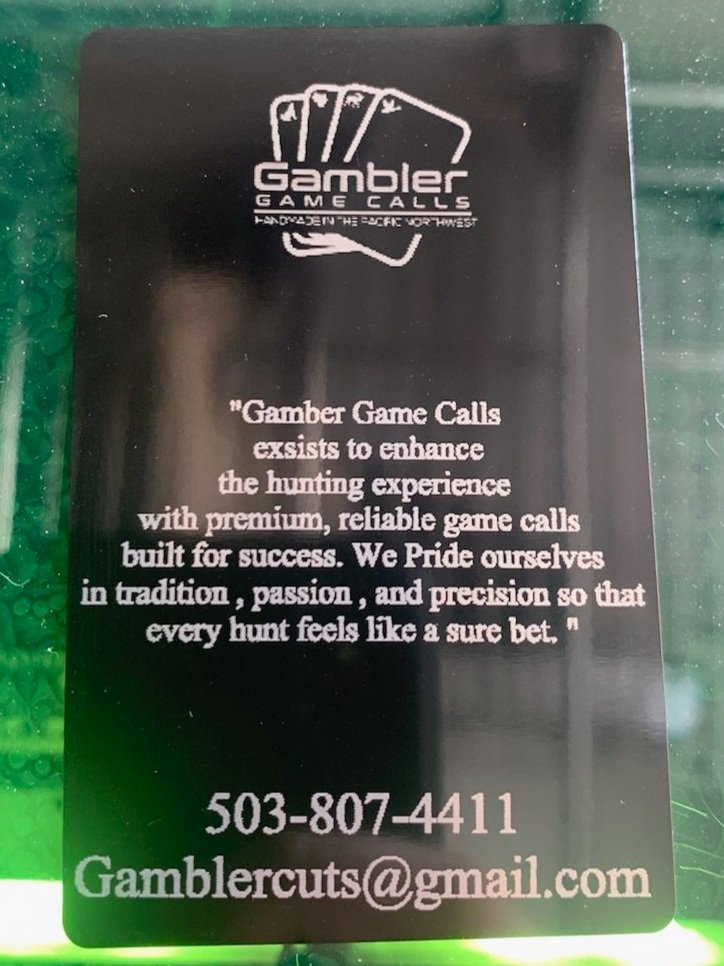 Gambler
GAME CALLS
HANDMADE IN THE PACIFIC NORTHWEST
"Gamber Game Calls
exsists to enhance
the hunting experience
with premium, reliable game calls
built for success. We Pride ourselves
in tradition , passion , and precision so that
every hunt feels like a sure bet. "
503-807-4411
Gamblercuts@gmail.com